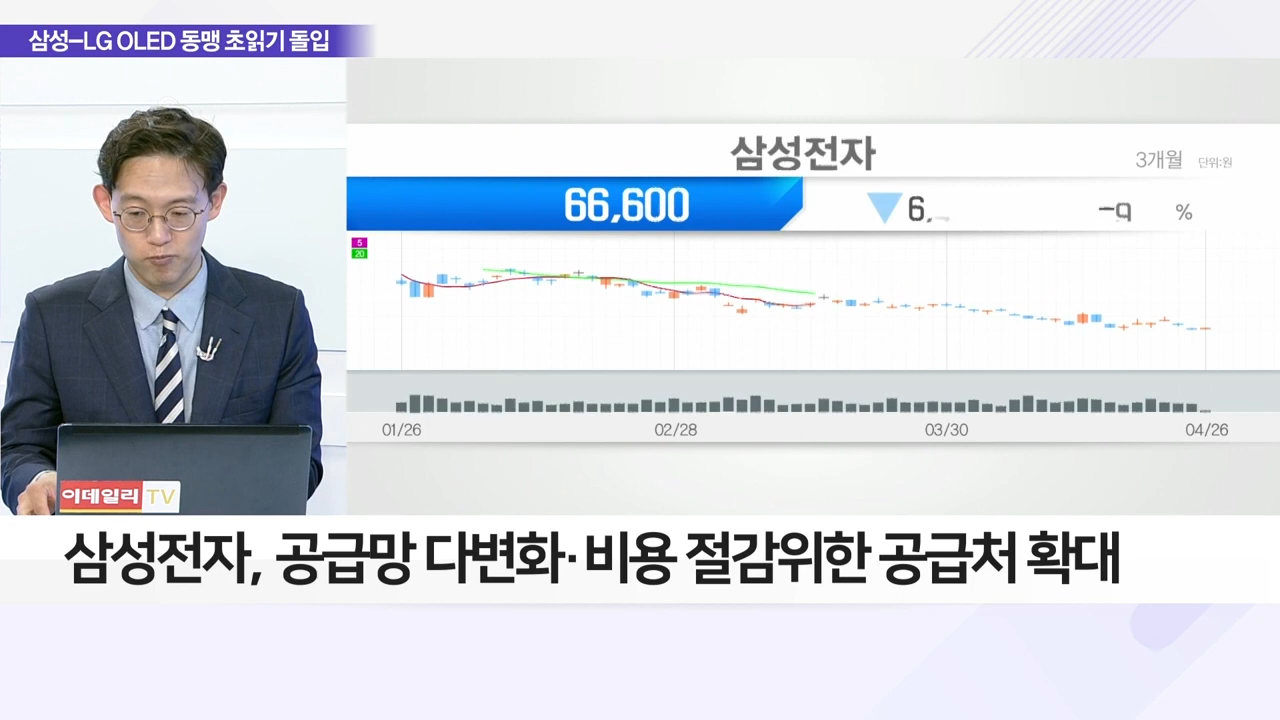 삼성-LG OLED 동맹 초읽기 돌입
삼성전자
3개월 단위:원
66,600
▼6, %
5
20
01/26 02/28 03/30 04/26
이데일리 TV
삼성전자, 공급망 다변화·비용 절감위한 공급처 확대